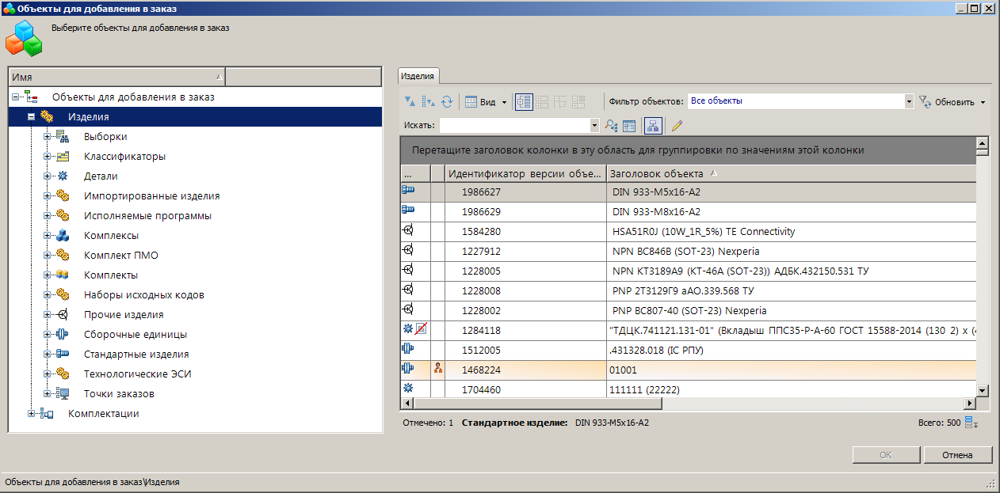 Объекты для добавления в заказ
Выберите объекты для добавления в заказ
Имя
Объекты для добавления в заказ
Изделия
Выборки
Классификаторы
Детали
Импортированные изделия
Исполняемые программы
Комплексы
Комплект ПМО
Комплекты
Наборы исходных кодов
Прочие изделия
Сборочные единицы
Стандартные изделия
Технологические ЭСИ
Точки заказов
Комплектации
Изделия
Вид Фильтр объектов: Все объекты Обновить
Искать:
Перетащите заголовок колонки в эту область для группировки по значениям этой колонки
... Идентификатор версии объе... Заголовок объекта
1986627 DIN 933-M5x16-A2
1986629 DIN 933-M8x16-A2
1584280 HSA51R0J (10W_1R_5%) TE Connectivity
1227912 NPN BC846B (SOT-23) Nexperia
1228005 NPN КТ3189А9 (КТ-46А (SOT-23)) АДБК.432150.531 ТУ
1228008 PNP 2Т3129Г9 аАО.339.568 ТУ
1228002 PNP BC807-40 (SOT-23) Nexperia
1284118 "ТДЦК.741121.131-01" (Вкладыш ППС35-Р-А-60 ГОСТ 15588-2014 (130 2) х (4
1512005 .431328.018 (IC РПУ)
1468224 01001
1704460 111111 (22222)
Отмечено: 1 Стандартное изделие: DIN 933-M5x16-A2 Всего: 500
OK Отмена
Объекты для добавления в заказ\Изделия